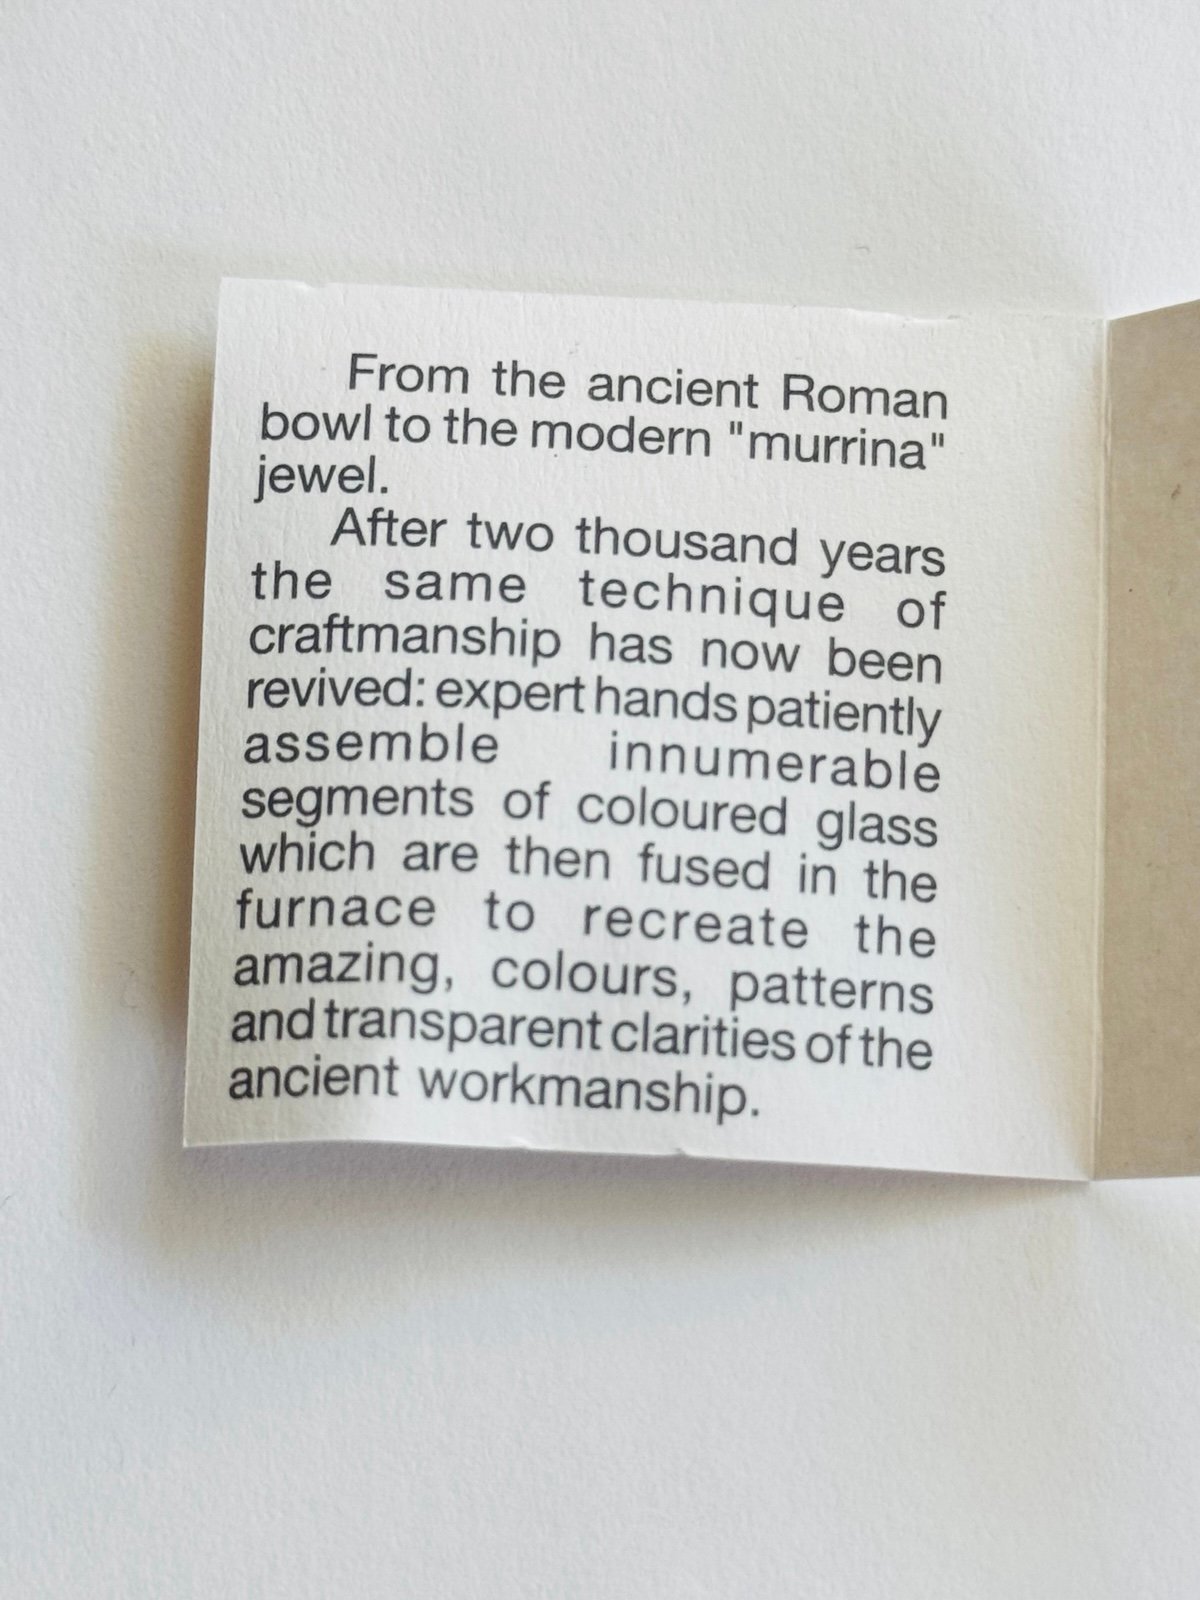 From the ancient Roman
bowl to the modern "murrina"
jewel.
After two thousand years
the same technique of
craftmanship has now been
revived: expert hands patiently
assemble innumerable
segments of coloured glass
which are then fused in the
furnace to recreate the
amazing, colours, patterns
and transparent clarities of the
ancient workmanship.